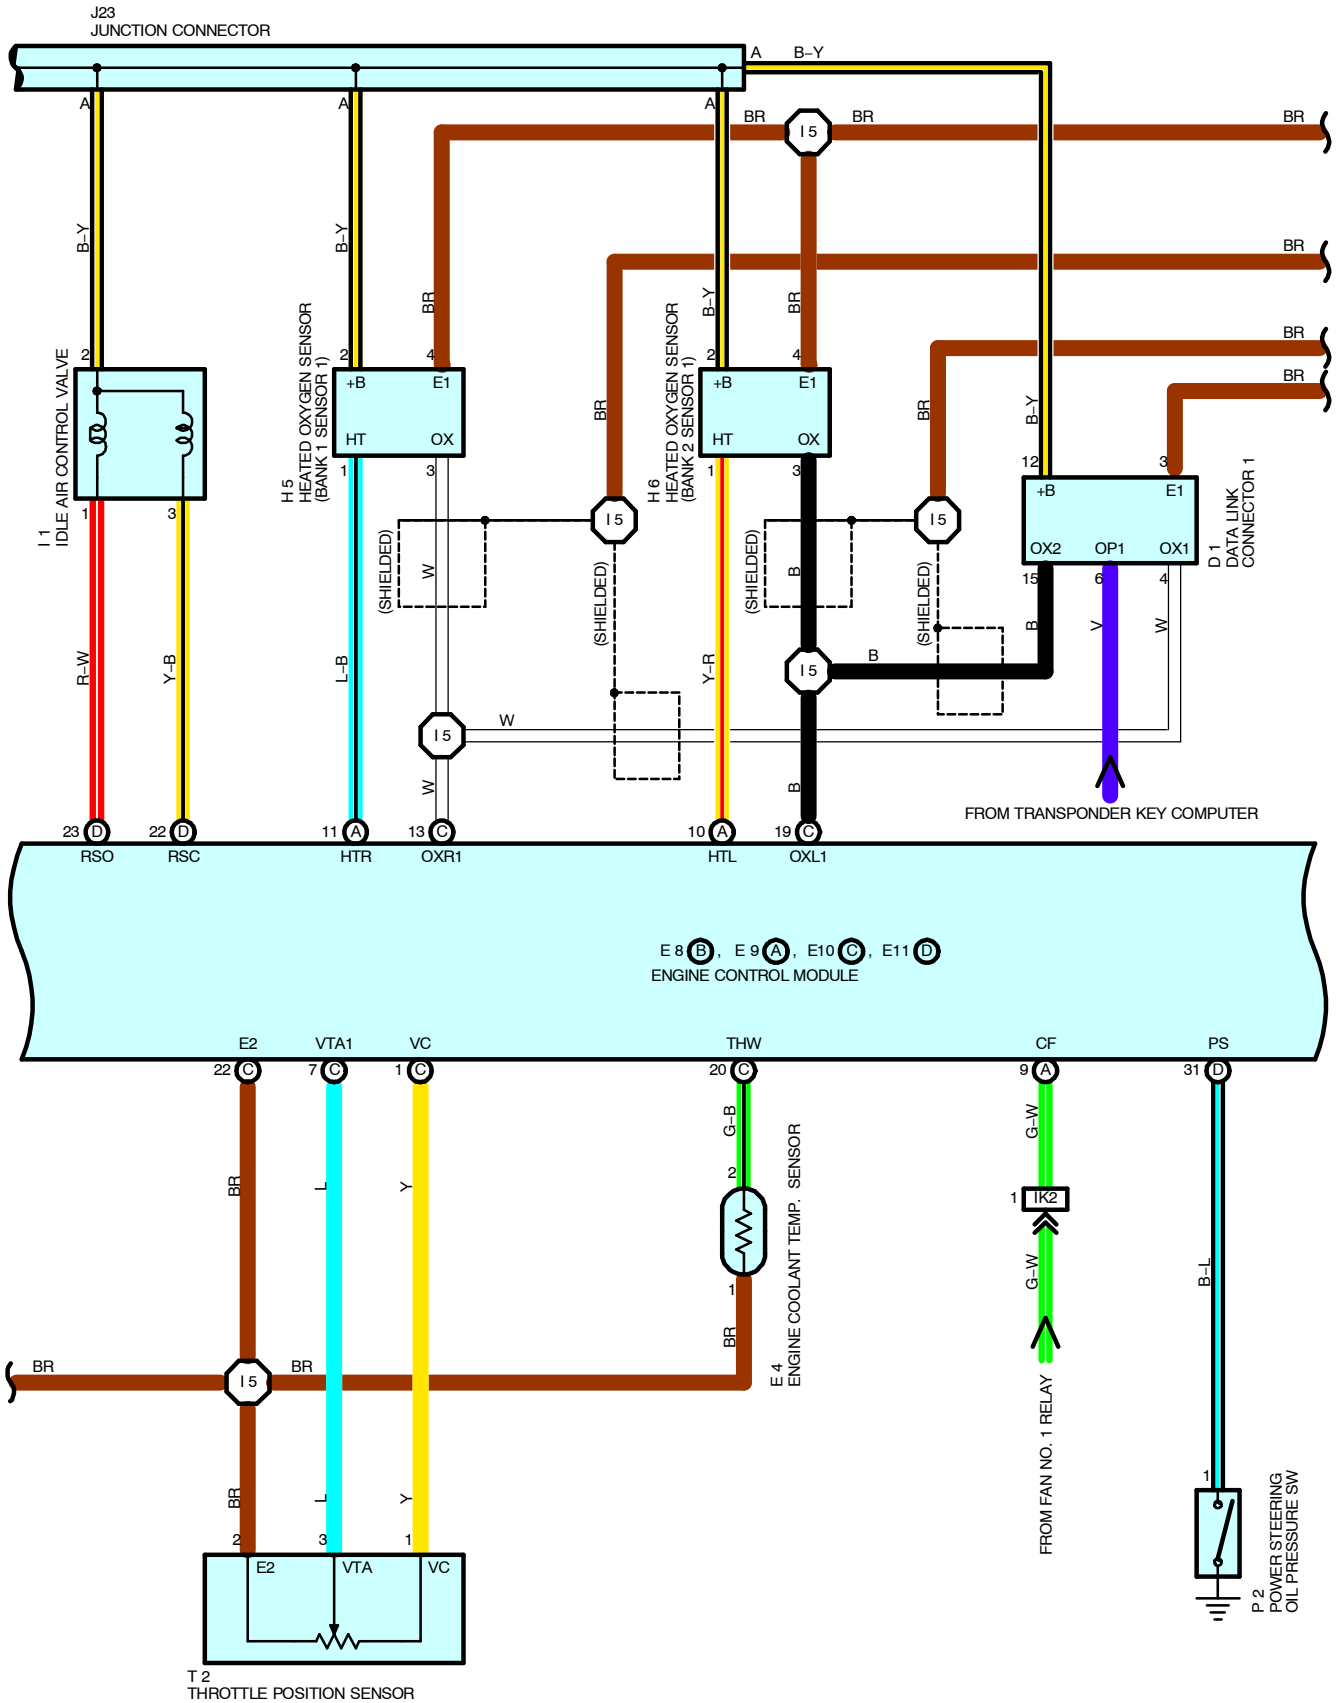 J23
JUNCTION CONNECTOR
A B–Y
A A A
BR I 5 BR BR
BR
B–Y B–Y BR B–Y BR
BR
BR
I 1
IDLE AIR CONTROL VALVE
2
1 3
H 5
HEATED OXYGEN SENSOR
(BANK 1 SENSOR 1)
2 4
+B E1
HT OX
1 3
H 6
HEATED OXYGEN SENSOR
(BANK 2 SENSOR 1)
2 4
+B E1
HT OX
1 3
BR BR B–Y
12 3
+B E1
OX2 OP1 OX1
15 6 4
D 1
DATA LINK
CONNECTOR 1
I 5 I 5
(SHIELDED) W (SHIELDED) (SHIELDED) B (SHIELDED)
B V W
R–W Y–B L–B Y–R
I 5 B
I 5 W
W B
FROM TRANSPONDER KEY COMPUTER
23 D 22 D 11 A 13 C 10 A 19 C
RSO RSC HTR OXR1 HTL OXL1
E 8 B , E 9 A , E10 C , E11 D
ENGINE CONTROL MODULE
E2 VTA1 VC THW CF PS
22 C 7 C 1 C 20 C 9 A 31 D
G–B G–W
BR L Y
2
1 IK2
1
G–W B–L
BR
E 4
ENGINE COOLANT TEMP. SENSOR
BR I 5 BR
FROM FAN NO. 1 RELAY
BR L Y
1
P 2
POWER STEERING
OIL PRESSURE SW
2 3 1
E2 VTA VC
T 2
THROTTLE POSITION SENSOR